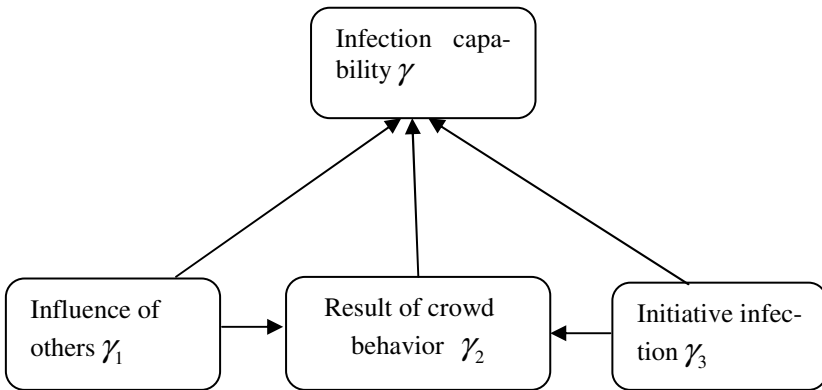 Infection capa-
bility γ
Influence of
others γ₁
Result of crowd
behavior γ₂
Initiative infec-
tion γ₃